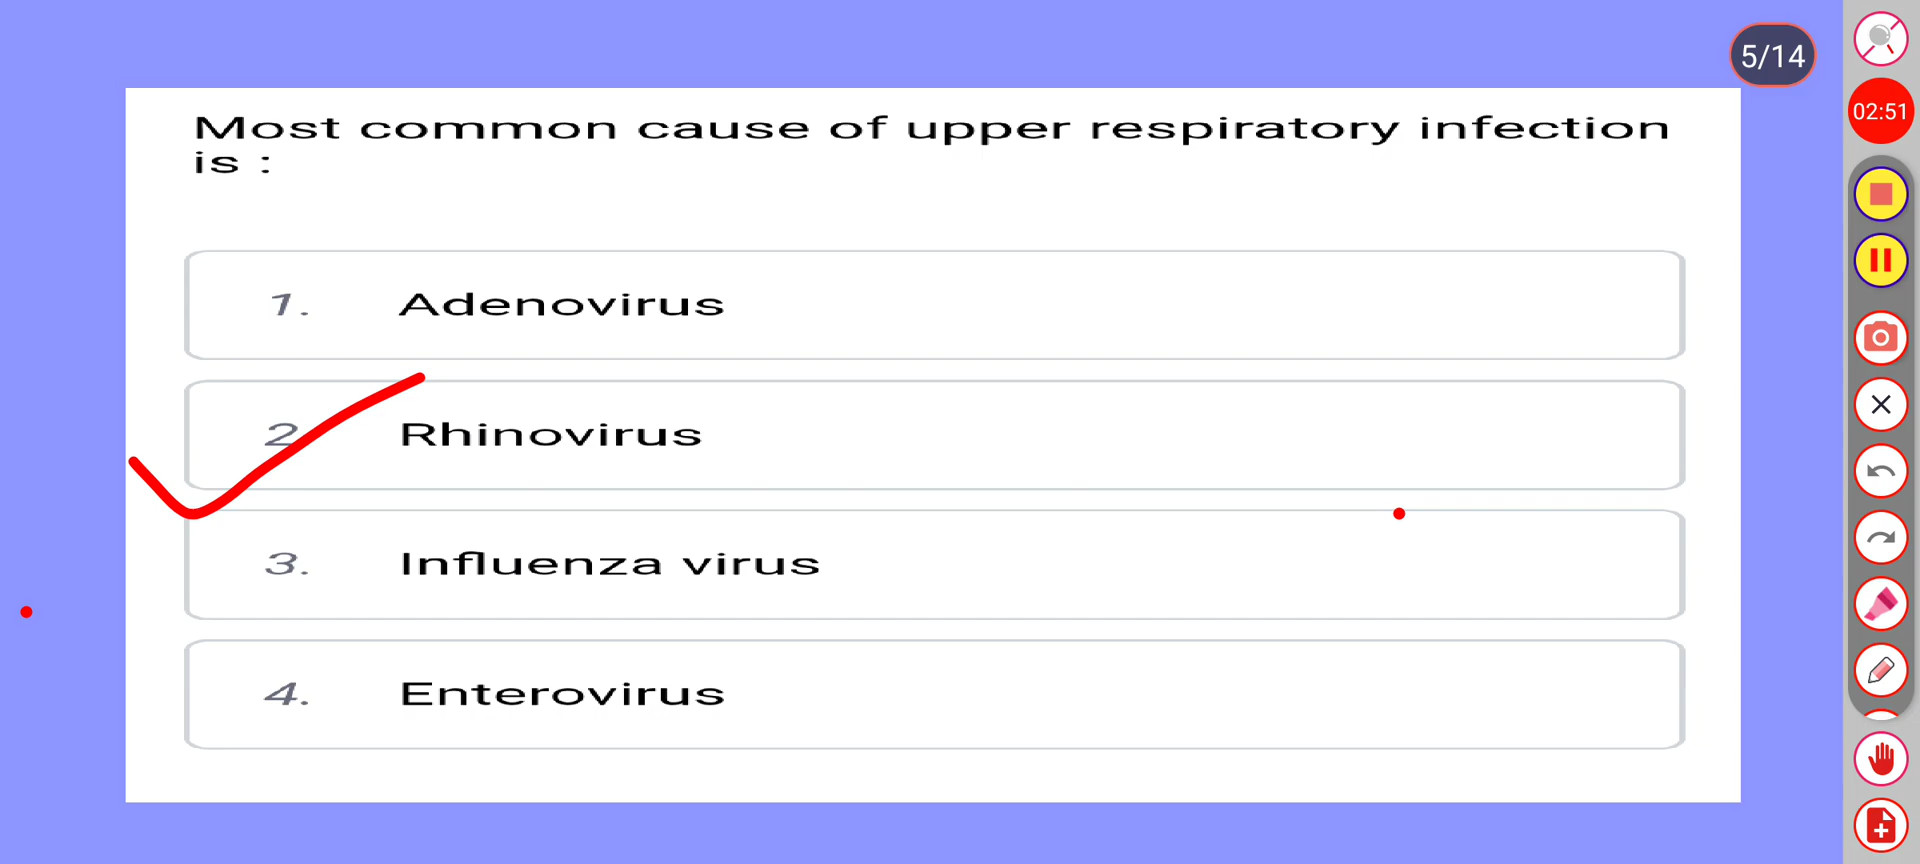 5/14
02:51
Most common cause of upper respiratory infection
is :
1. Adenovirus
2 Rhinovirus
3. Influenza virus
4. Enterovirus